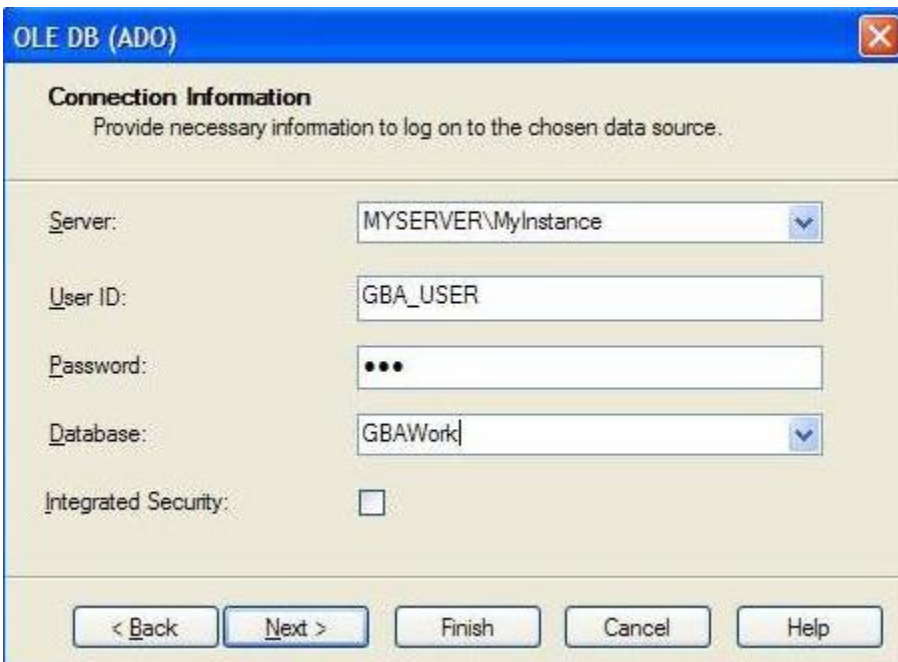 OLE DB (ADO)
Connection Information
Provide necessary information to log on to the chosen data source.
Server: MYSERVER\MyInstance
User ID: GBA_USER
Password: •••
Database: GBAWork
Integrated Security:
< Back Next > Finish Cancel Help